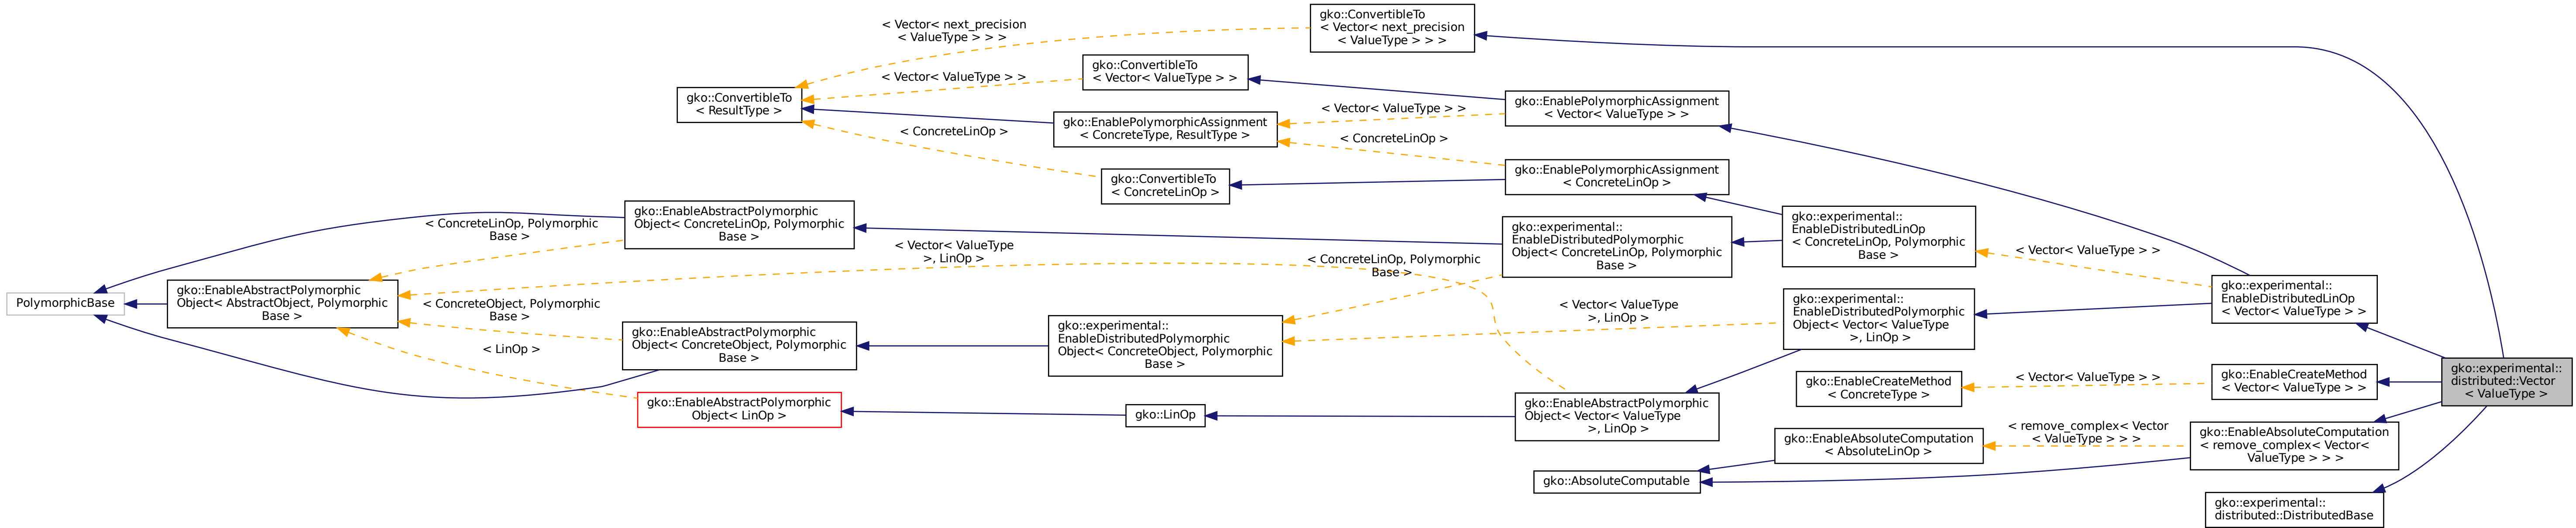 gko::ConvertibleTo
< Vector< next_precision
< ValueType > > >
< Vector< next_precision
< ValueType > > >
gko::ConvertibleTo
< Vector< ValueType > >
< Vector< ValueType > >
gko::ConvertibleTo
< ResultType >
gko::EnablePolymorphicAssignment
< Vector< ValueType > >
< Vector< ValueType > >
gko::EnablePolymorphicAssignment
< ConcreteType, ResultType >
< ConcreteLinOp >
< ConcreteLinOp >
gko::EnablePolymorphicAssignment
< ConcreteLinOp >
gko::ConvertibleTo
< ConcreteLinOp >
gko::EnableAbstractPolymorphic
Object< ConcreteLinOp, Polymorphic
Base >
< ConcreteLinOp, Polymorphic
Base >
gko::experimental::
EnableDistributedLinOp
< ConcreteLinOp, Polymorphic
Base >
gko::experimental::
EnableDistributedPolymorphic
Object< ConcreteLinOp, Polymorphic
Base >
< Vector< ValueType > >
< Vector< ValueType
>, LinOp >
< ConcreteLinOp, Polymorphic
Base >
gko::experimental::
EnableDistributedLinOp
< Vector< ValueType > >
PolymorphicBase
gko::EnableAbstractPolymorphic
Object< AbstractObject, Polymorphic
Base >
< ConcreteObject, Polymorphic
Base >
< Vector< ValueType
>, LinOp >
gko::experimental::
EnableDistributedPolymorphic
Object< Vector< ValueType
>, LinOp >
gko::EnableAbstractPolymorphic
Object< ConcreteObject, Polymorphic
Base >
gko::experimental::
EnableDistributedPolymorphic
Object< ConcreteObject, Polymorphic
Base >
< LinOp >
gko::experimental::
distributed::Vector
< ValueType >
gko::EnableCreateMethod
< ConcreteType >
< Vector< ValueType > >
gko::EnableCreateMethod
< Vector< ValueType > >
gko::EnableAbstractPolymorphic
Object< LinOp >
gko::LinOp
gko::EnableAbstractPolymorphic
Object< Vector< ValueType
>, LinOp >
gko::EnableAbsoluteComputation
< AbsoluteLinOp >
< remove_complex< Vector
< ValueType > > >
gko::EnableAbsoluteComputation
< remove_complex< Vector<
ValueType > > >
gko::AbsoluteComputable
gko::experimental::
distributed::DistributedBase